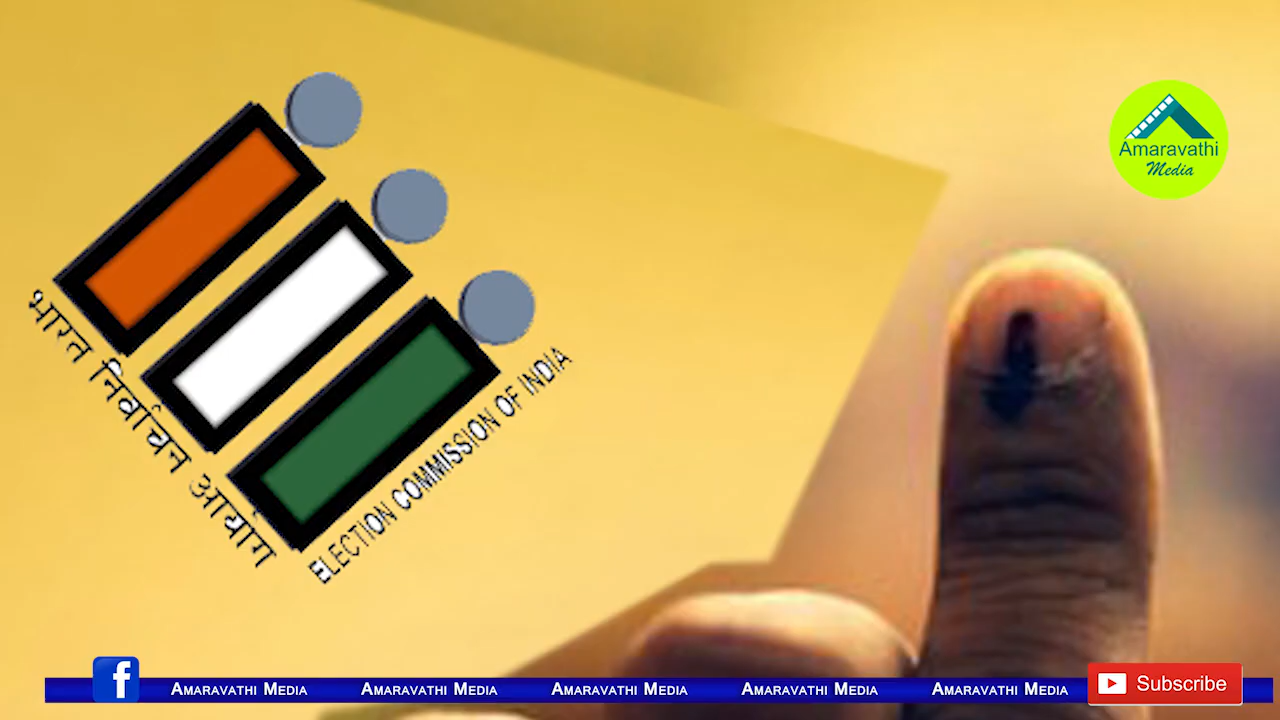 Amaravathi
Media
भारत निर्वाचन आयोग
ELECTION COMMISSION OF INDIA
f Amaravathi Media Amaravathi Media Amaravathi Media Amaravathi Media Amaravathi Media Subscribe